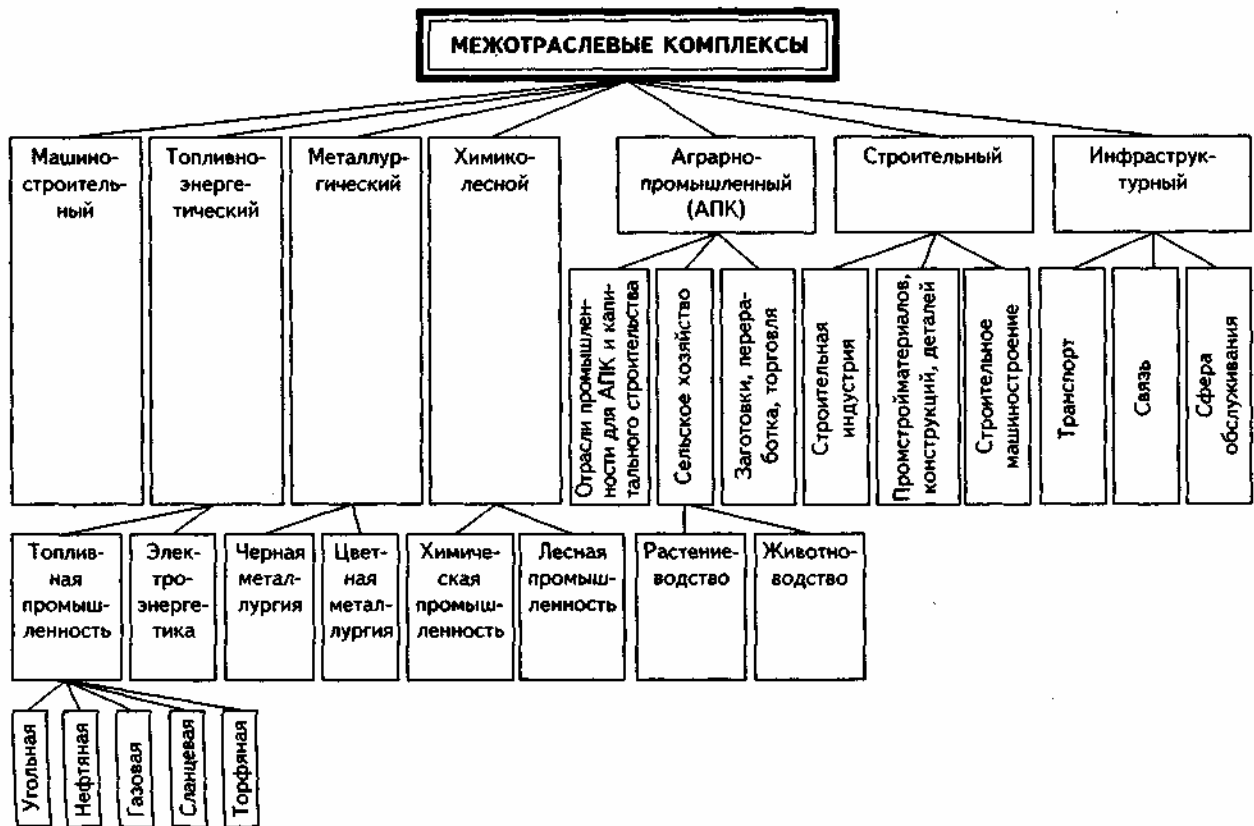 МЕЖОТРАСЛЕВЫЕ КОМПЛЕКСЫ
Машино-
строитель-
ный
Топливно-
энерге-
тический
Металлур-
гический
Химико-
лесной
Аграрно-
промышленный
(АПК)
Строительный
Инфраструк-
турный
Отрасли промышлен-
ности для АПК и капи-
тального строительства
Сельское хозяйство
Заготовки, перера-
ботка, торговля
Строительная
индустрия
Промстройматериалов,
конструкций, деталей
Строительное
машиностроение
Транспорт
Связь
Сфера
обслуживания
Топлив-
ная
промыш-
ленность
Элек-
тро-
энерге-
тика
Черная
метал-
лургия
Цвет-
ная
метал-
лургия
Химиче-
ская
промыш-
ленность
Лесная
промыш-
ленность
Растение-
водство
Животно-
водство
Угольная
Нефтяная
Газовая
Сланцевая
Торфяная